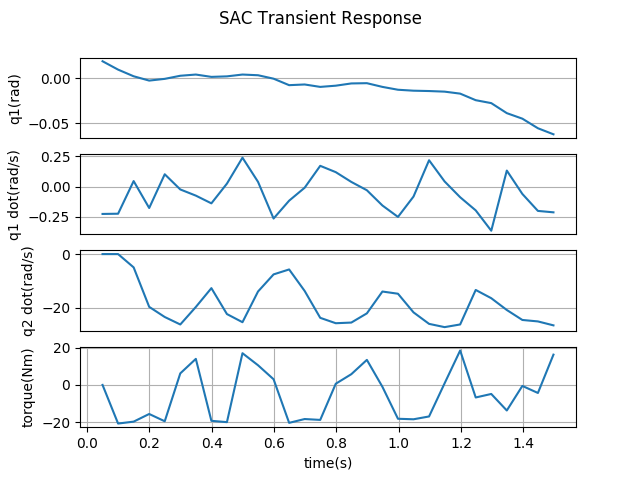 SAC Transient Response
q1(rad)
0.00
−0.05
q1 dot(rad/s)
0.25
0.00
−0.25
q2 dot(rad/s)
0
−20
torque(Nm)
20
0
−20
0.0 0.2 0.4 0.6 0.8 1.0 1.2 1.4
time(s)